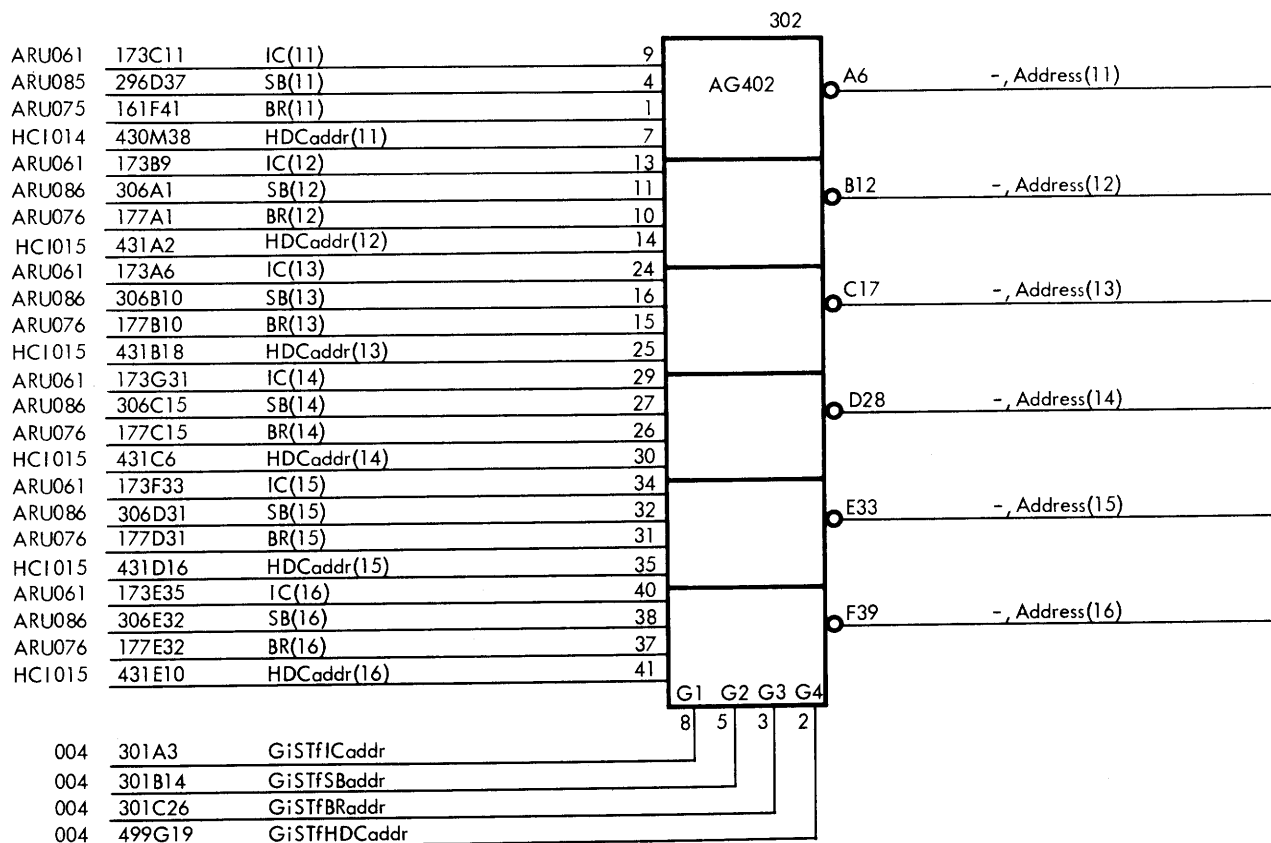 302
ARU061 173C11 IC(11) 9
ARU085 296D37 SB(11) 4 AG402 A6 -, Address(11)
ARU075 161F41 BR(11) 1
HCI014 430M38 HDCaddr(11) 7
ARU061 173B9 IC(12) 13
ARU086 306A1 SB(12) 11 B12 -, Address(12)
ARU076 177A1 BR(12) 10
HCI015 431A2 HDCaddr(12) 14
ARU061 173A6 IC(13) 24
ARU086 306B10 SB(13) 16 C17 -, Address(13)
ARU076 177B10 BR(13) 15
HCI015 431B18 HDCaddr(13) 25
ARU061 173G31 IC(14) 29
ARU086 306C15 SB(14) 27 D28 -, Address(14)
ARU076 177C15 BR(14) 26
HCI015 431C6 HDCaddr(14) 30
ARU061 173F33 IC(15) 34
ARU086 306D31 SB(15) 32 E33 -, Address(15)
ARU076 177D31 BR(15) 31
HCI015 431D16 HDCaddr(15) 35
ARU061 173E35 IC(16) 40
ARU086 306E32 SB(16) 38 F39 -, Address(16)
ARU076 177E32 BR(16) 37
HCI015 431E10 HDCaddr(16) 41
G1 G2 G3 G4
8 5 3 2
004 301A3 GiSTfICaddr
004 301B14 GiSTfSBaddr
004 301C26 GiSTfBRaddr
004 499G19 GiSTfHDCaddr